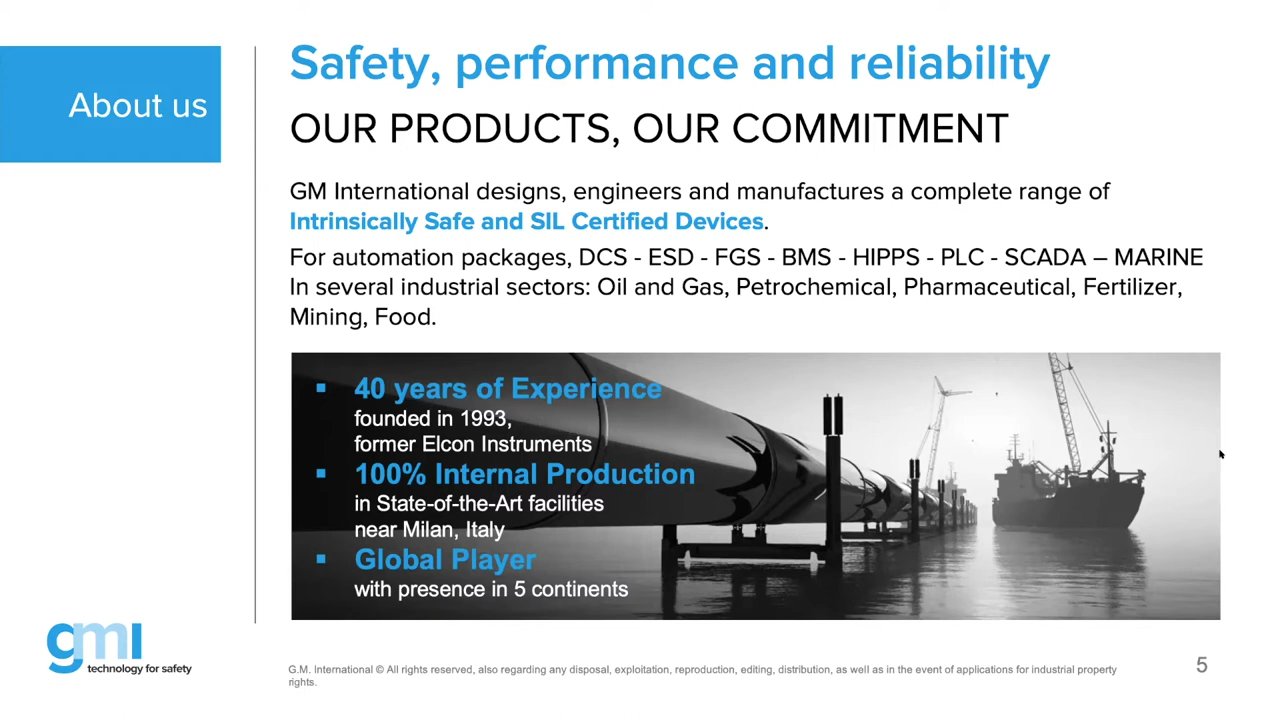 About us
Safety, performance and reliability
OUR PRODUCTS, OUR COMMITMENT
GM International designs, engineers and manufactures a complete range of
Intrinsically Safe and SIL Certified Devices.
For automation packages, DCS - ESD - FGS - BMS - HIPPS - PLC - SCADA – MARINE
In several industrial sectors: Oil and Gas, Petrochemical, Pharmaceutical, Fertilizer,
Mining, Food.
▪ 40 years of Experience
founded in 1993,
former Elcon Instruments
▪ 100% Internal Production
in State-of-the-Art facilities
near Milan, Italy
▪ Global Player
with presence in 5 continents
gmi
technology for safety
G.M. International © All rights reserved, also regarding any disposal, exploitation, reproduction, editing, distribution, as well as in the event of applications for industrial property
rights.
5